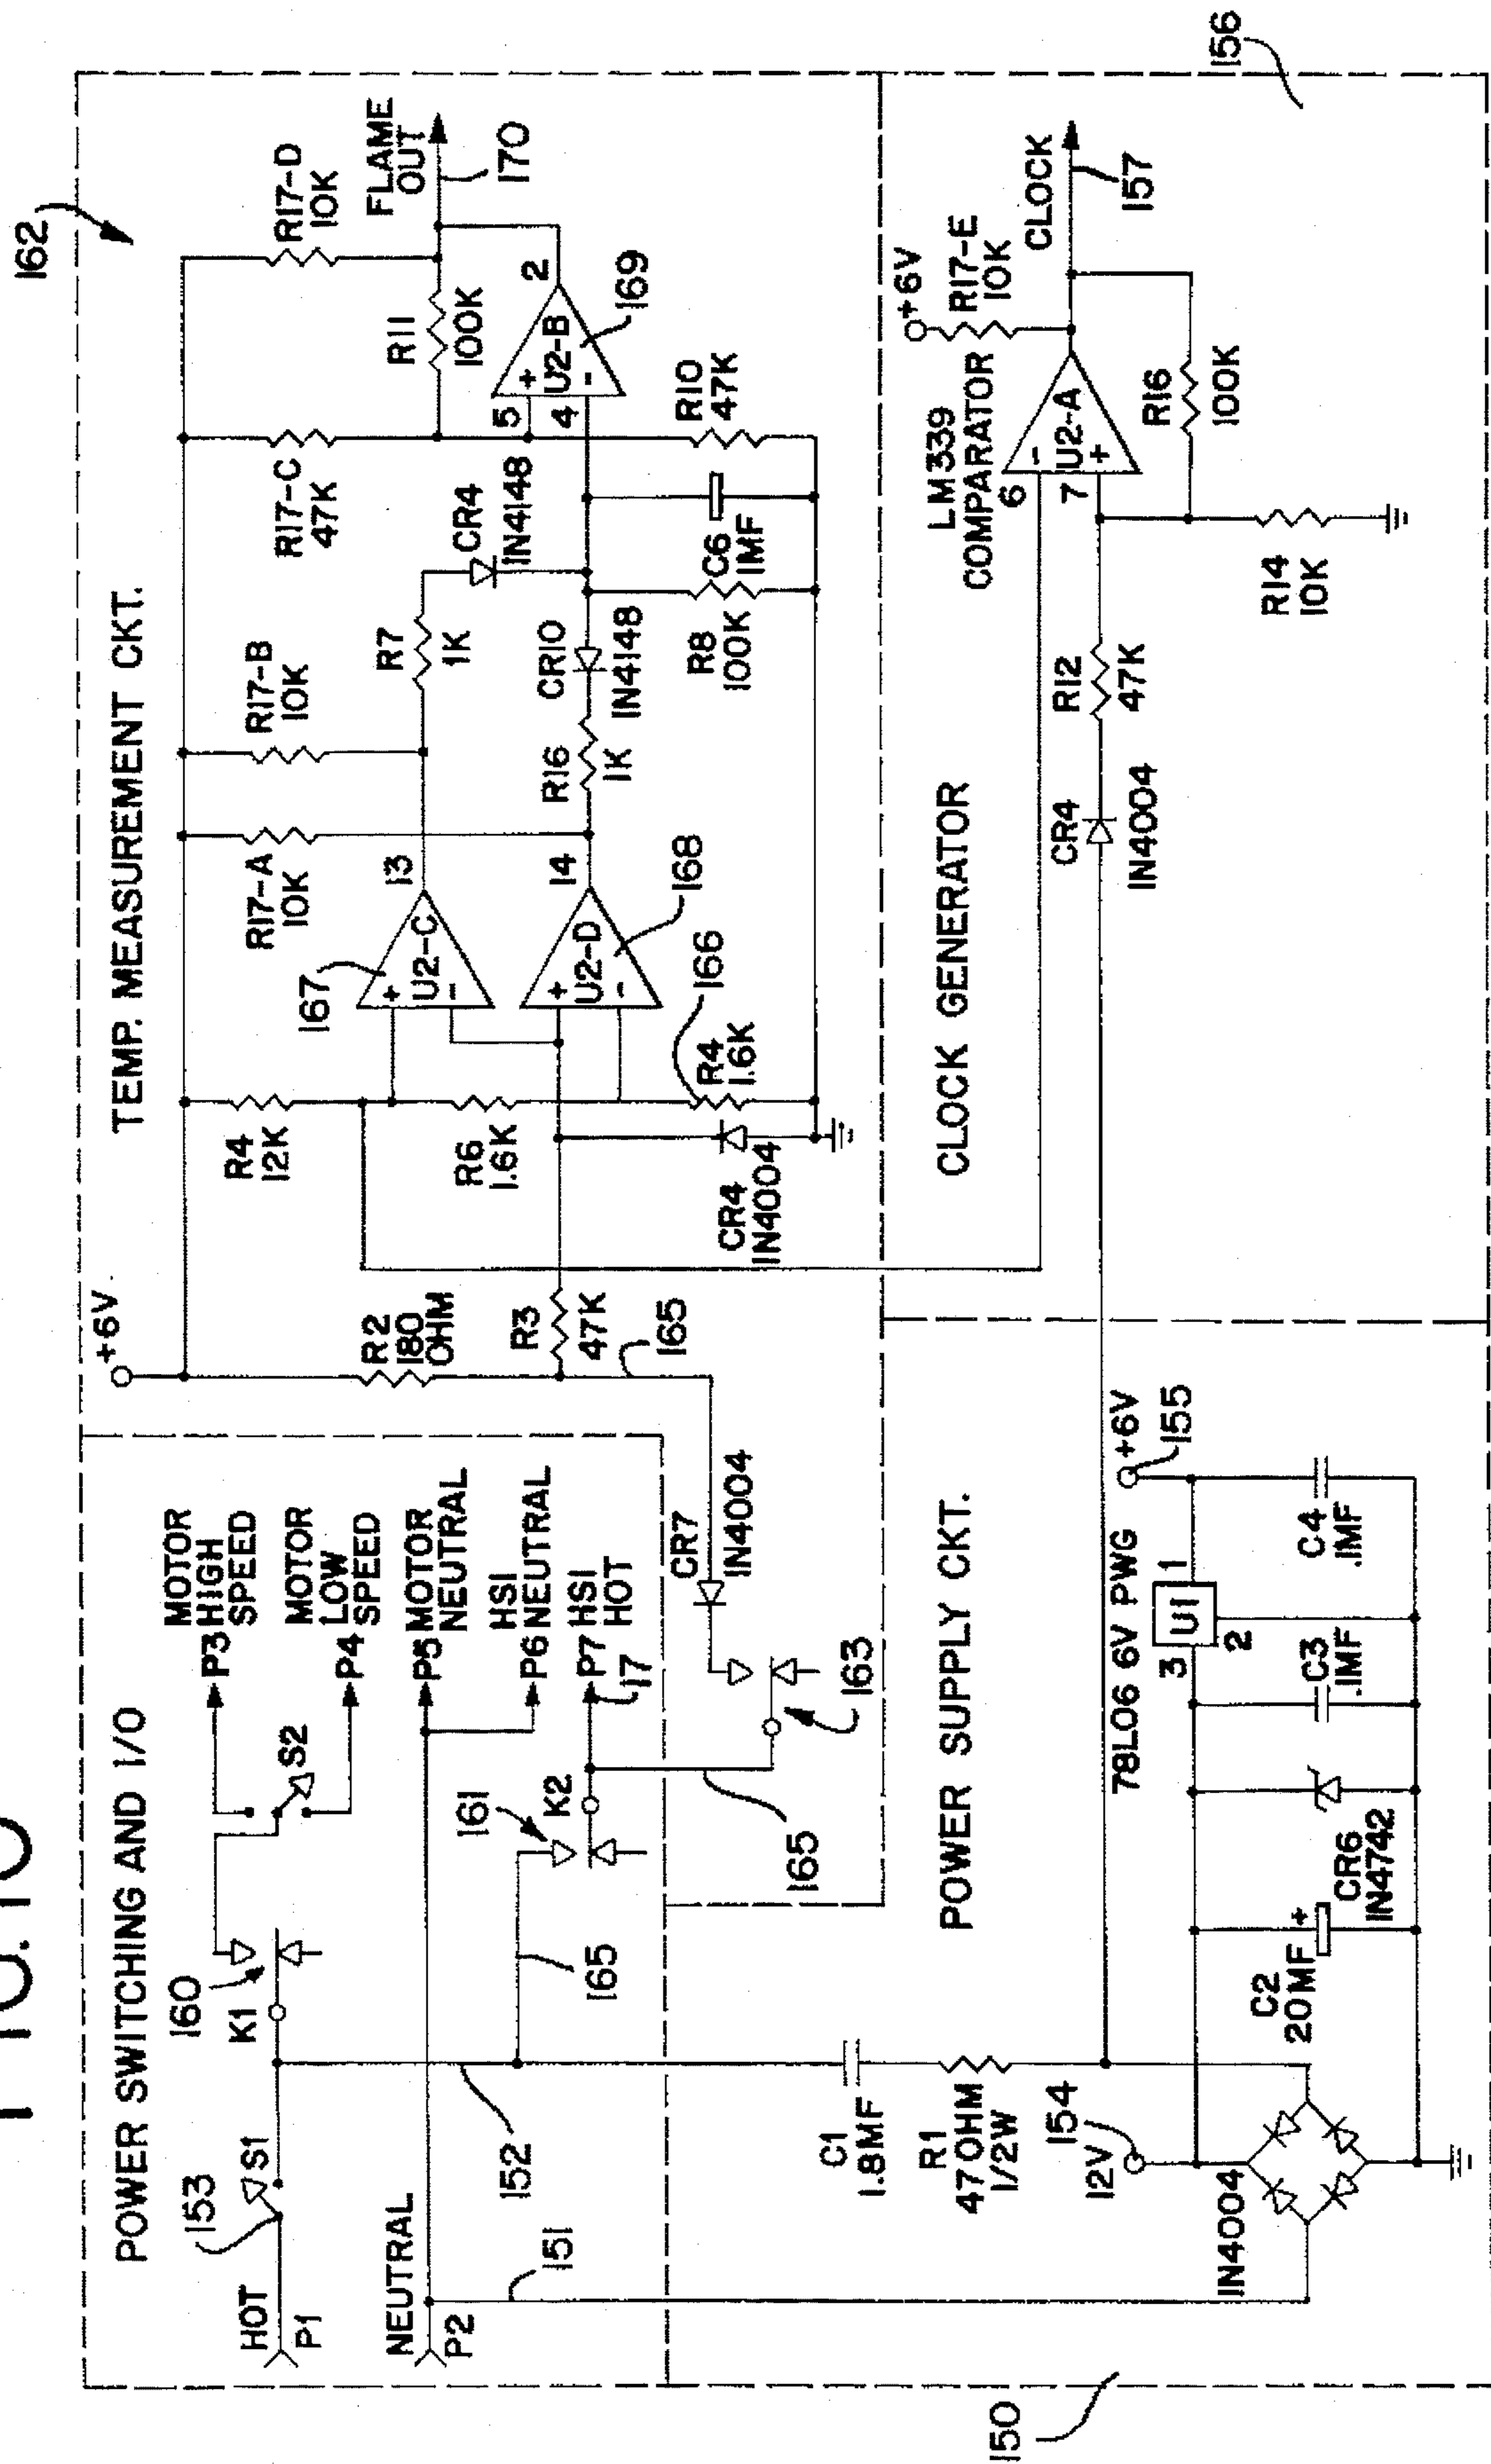 FIG. 10
162
POWER SWITCHING AND I/O
HOT
P1
153
S1
160
K1
S2
MOTOR
HIGH
SPEED
P3
MOTOR
LOW
SPEED
P4
NEUTRAL
P2
P5 MOTOR
NEUTRAL
HSI
P6 NEUTRAL
P7 HSI
HOT
17
161
K2
165
152
151
165
163
CR7
1N4004
TEMP. MEASUREMENT CKT.
+6V
R2
180
OHM
R3
47K
165
R4
12K
R6
1.6K
R4
1.6K
166
CR4
1N4004
167
+
U2-C
-
13
+
U2-D
-
14
168
R17-A
10K
R17-B
10K
R7
1K
R16
1K
CR10
1N4148
CR4
1N4148
R8
100K
C6
1MF
R17-C
47K
R10
47K
R11
100K
5
4
+
U2-B
-
2
169
R17-D
10K
FLAME
OUT
170
CLOCK GENERATOR
CR4
1N4004
R12
47K
R14
10K
LM339
COMPARATOR
6
7
-
U2-A
+
R16
100K
+6V
R17-E
10K
CLOCK
157
156
POWER SUPPLY CKT.
C1
1.8MF
R1
47 OHM
1/2W
154
12V
1N4004
C2
20MF
+
CR6
1N4742
C3
.1MF
78L06 6V PWG
3
U1
1
2
C4
.1MF
+6V
155
150